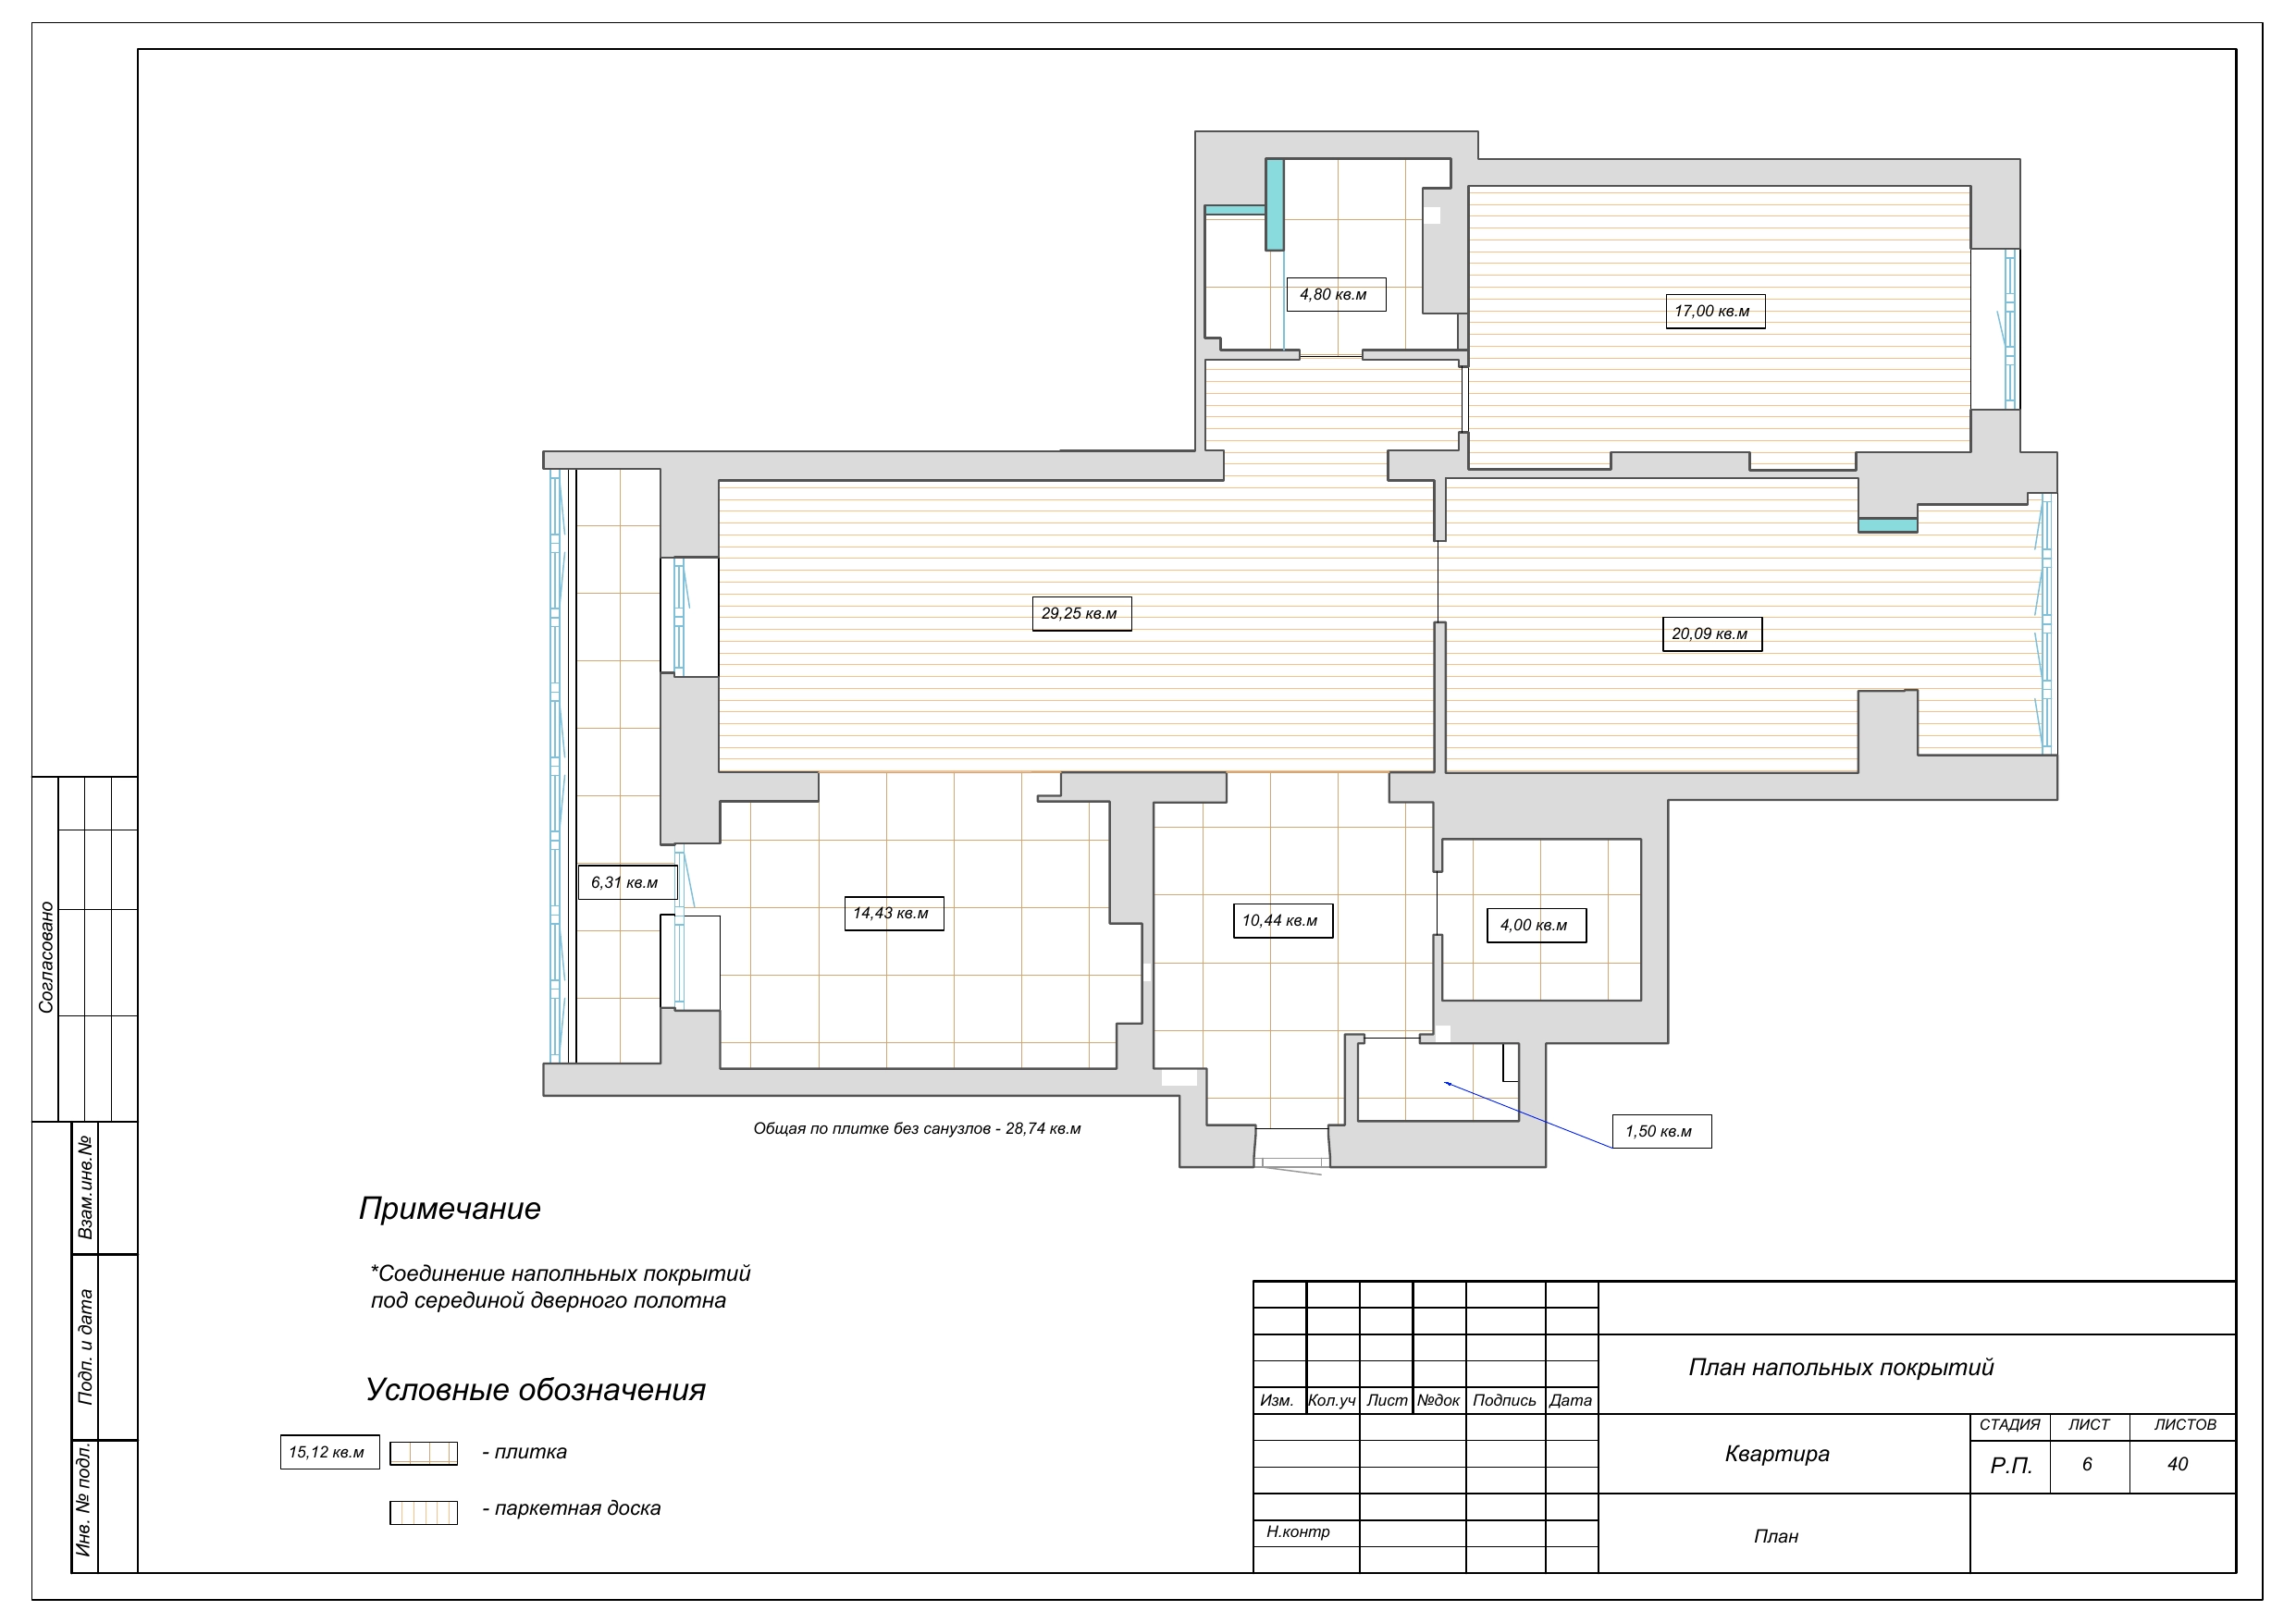 4,80 кв.м
17,00 кв.м
29,25 кв.м
20,09 кв.м
6,31 кв.м
14,43 кв.м
10,44 кв.м
4,00 кв.м
1,50 кв.м
Общая по плитке без санузлов - 28,74 кв.м
Примечание
*Соединение наполньных покрытий
под серединой дверного полотна
Условные обозначения
15,12 кв.м - плитка
- паркетная доска
Согласовано
Взам.инв.№
Подп. и дата
Инв. № подл.
План напольных покрытий
Изм. Кол.уч Лист №док Подпись Дата
Квартира
СТАДИЯ ЛИСТ ЛИСТОВ
Р.П. 6 40
Н.контр
План